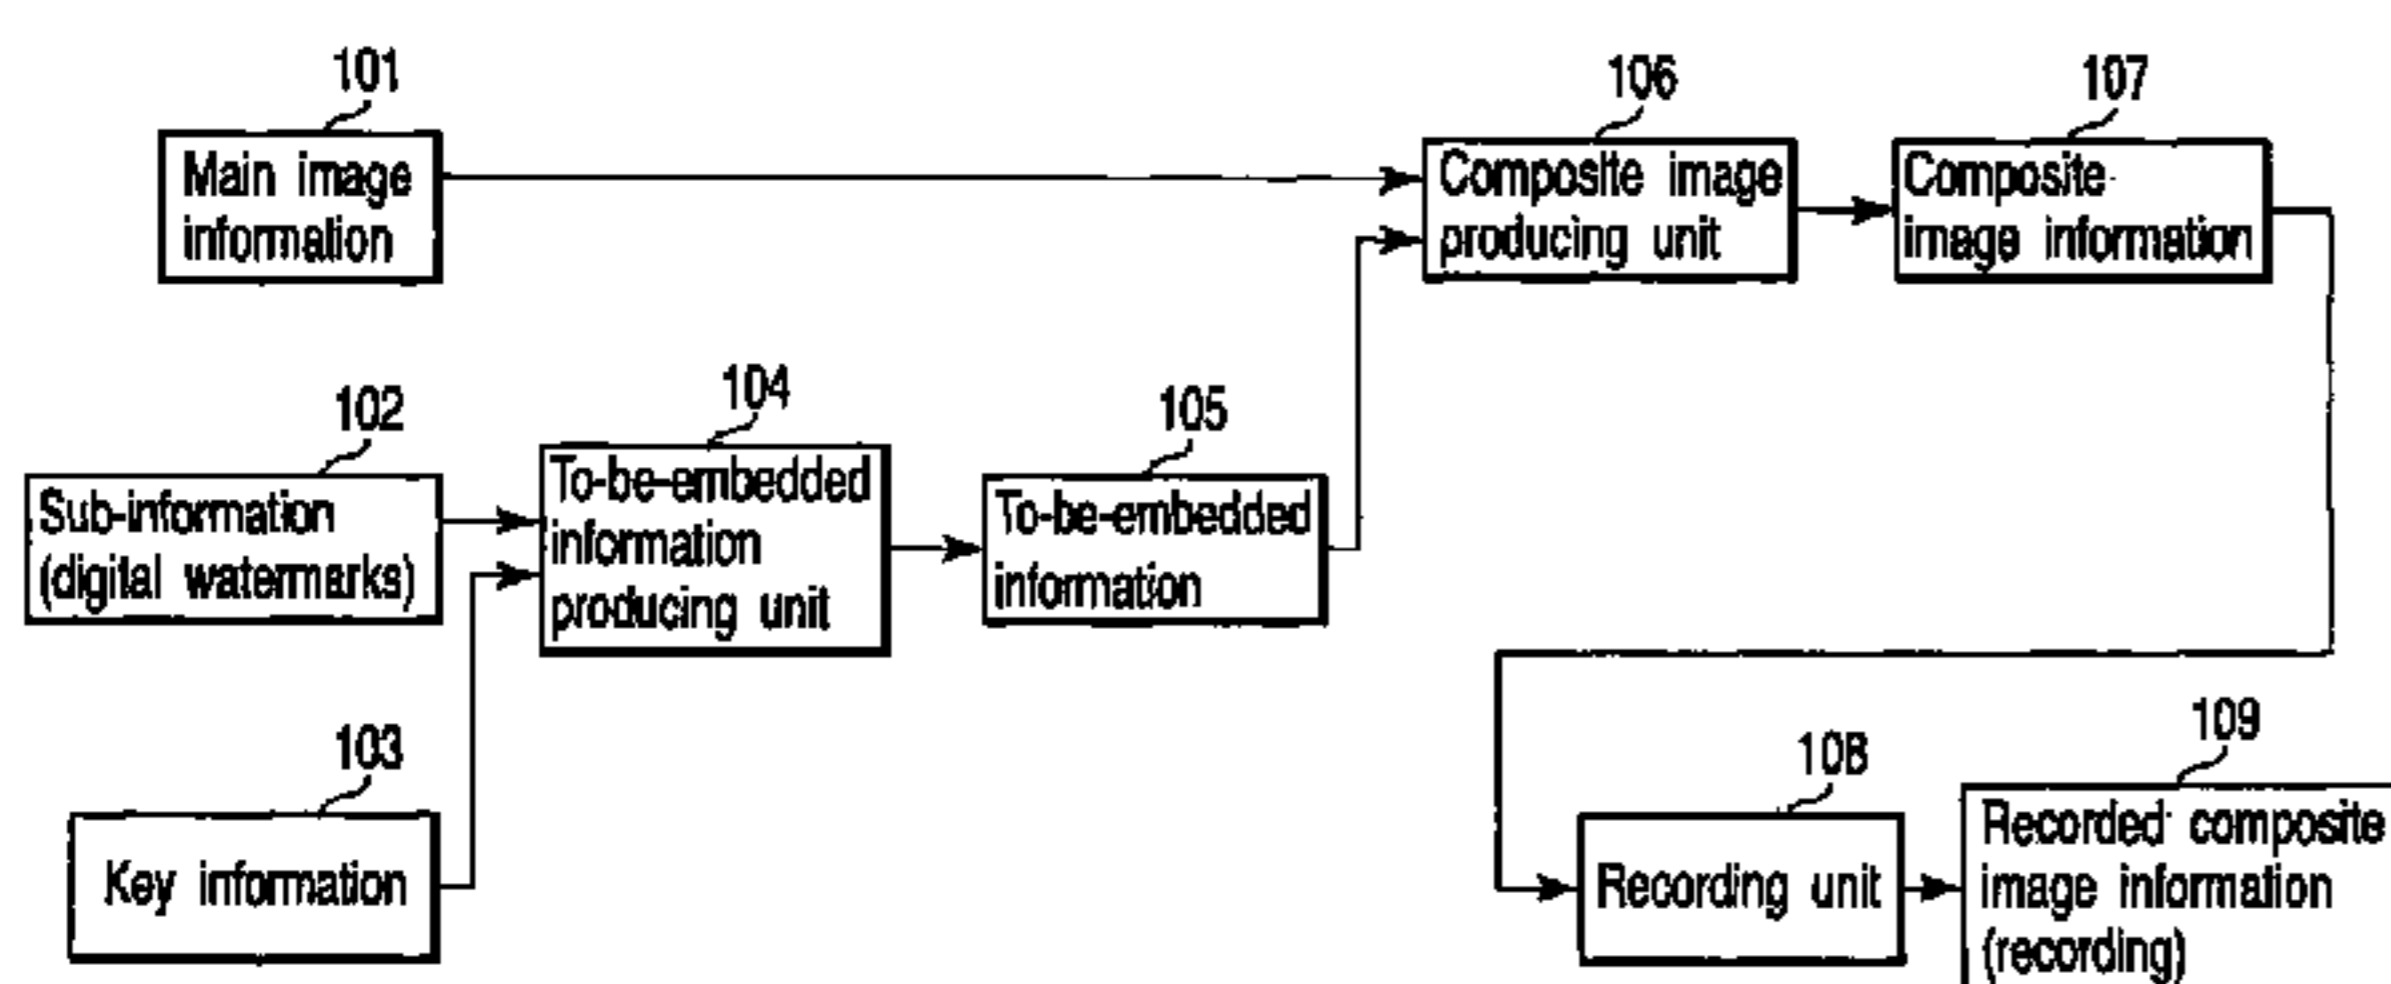 101
Main image
information
106
Composite image
producing unit
107
Composite
image information
102
Sub-information
(digital watermarks)
104
To-be-embedded
information
producing unit
105
To-be-embedded
information
103
Key information
108
Recording unit
109
Recorded composite
image information
(recording)